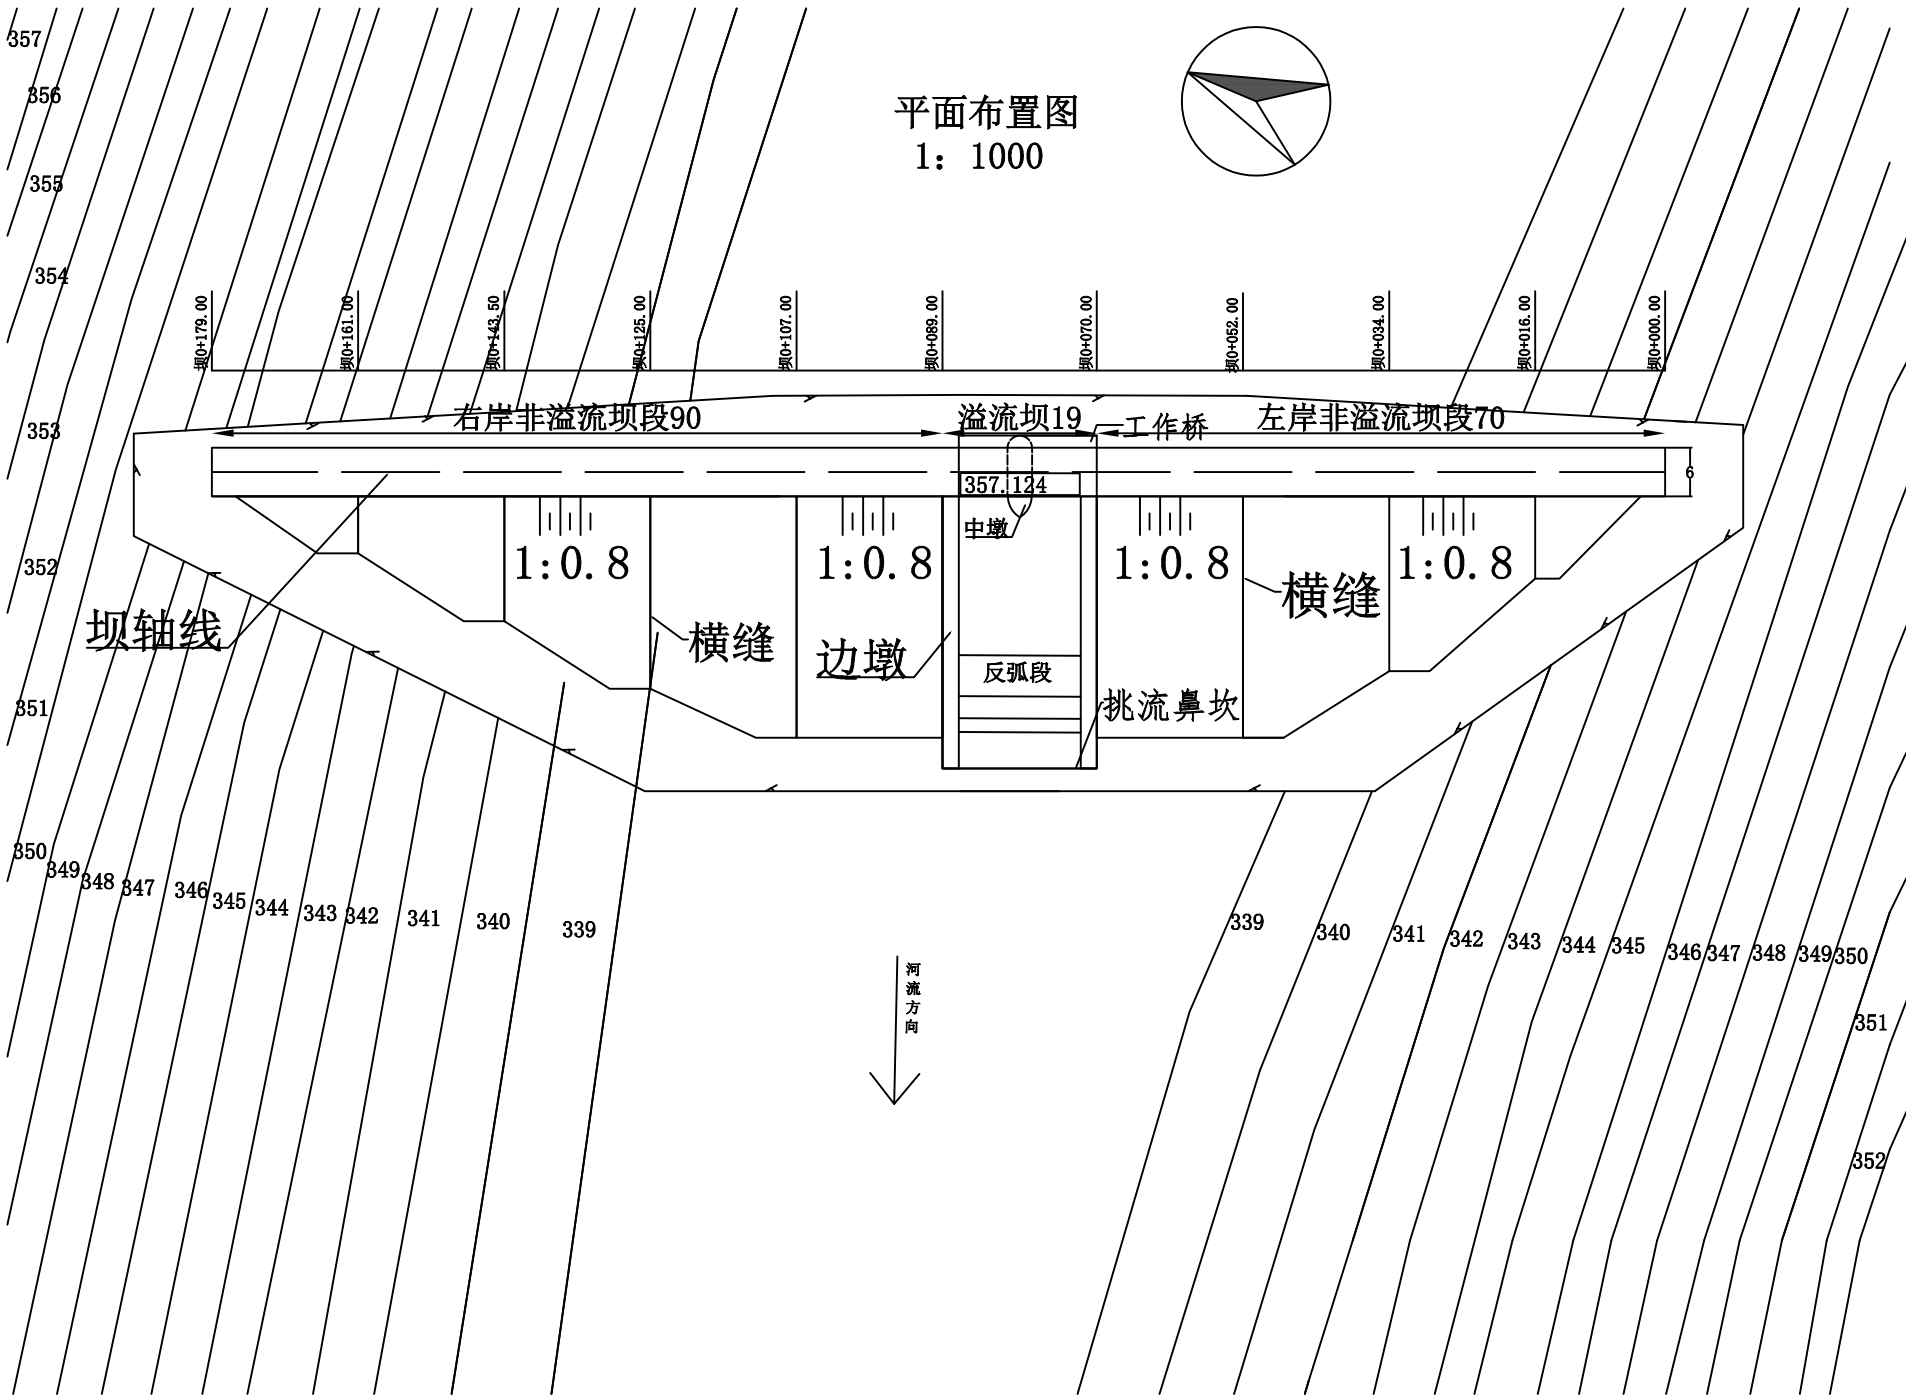 平面布置图
1: 1000
357
356
355
354
353
352
351
350
349
348
347
346
345
344
343
342
341
340
339
坝0+179.00
坝0+161.00
坝0+143.50
坝0+125.00
坝0+107.00
坝0+089.00
坝0+070.00
坝0+052.00
坝0+034.00
坝0+016.00
坝0+000.00
右岸非溢流坝段90
溢流坝19
工作桥
左岸非溢流坝段70
6
357.124
中墩
1:0.8
1:0.8
1:0.8
1:0.8
坝轴线
横缝
边墩
横缝
反弧段
挑流鼻坎
河流方向
339
340
341
342
343
344
345
346
347
348
349
350
351
352